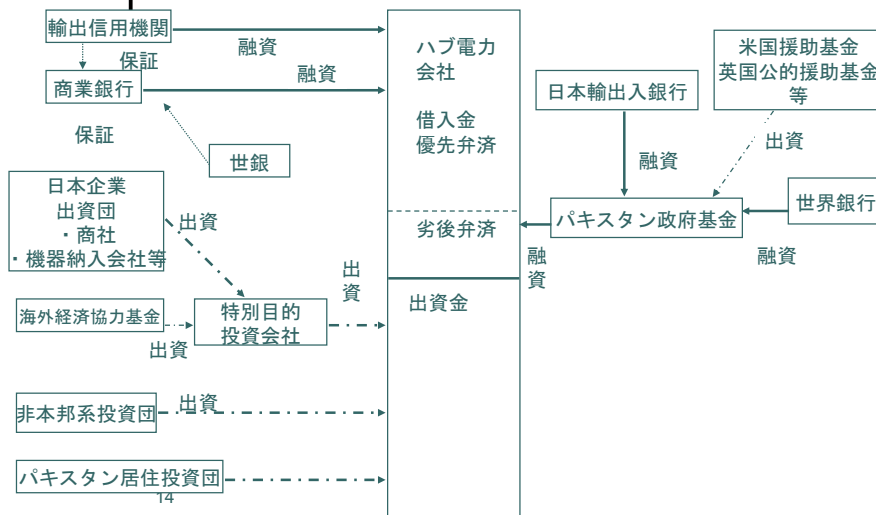 輸出信用機関
保証
融資
商業銀行
融資
保証
世銀
日本企業
出資団
・商社
・機器納入会社等
出資
海外経済協力基金
出資
特別目的
投資会社
出
資
非本邦系投資団
出資
パキスタン居住投資団
14
ハブ電力
会社
借入金
優先弁済
劣後弁済
出資金
日本輸出入銀行
融資
米国援助基金
英国公的援助基金
等
出資
パキスタン政府基金
世界銀行
融資
融
資